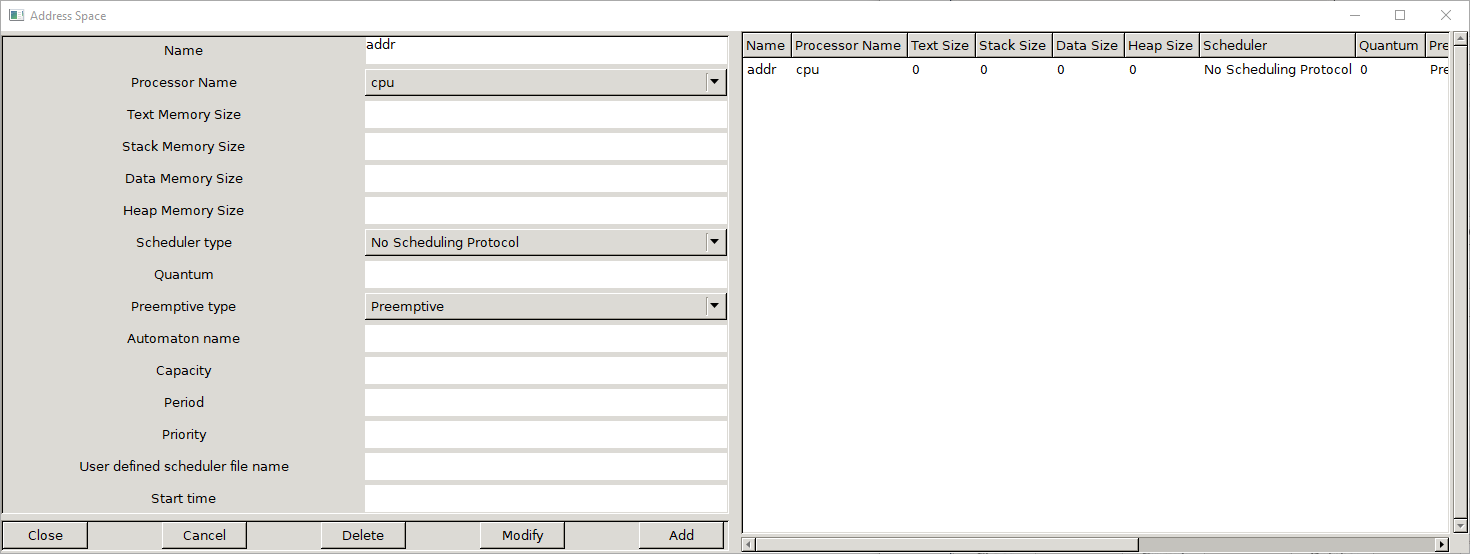 Address Space
Name addr
Processor Name cpu
Text Memory Size
Stack Memory Size
Data Memory Size
Heap Memory Size
Scheduler type No Scheduling Protocol
Quantum
Preemptive type Preemptive
Automaton name
Capacity
Period
Priority
User defined scheduler file name
Start time
Close Cancel Delete Modify Add
Name Processor Name Text Size Stack Size Data Size Heap Size Scheduler Quantum Pre
addr cpu 0 0 0 0 No Scheduling Protocol 0 Pre